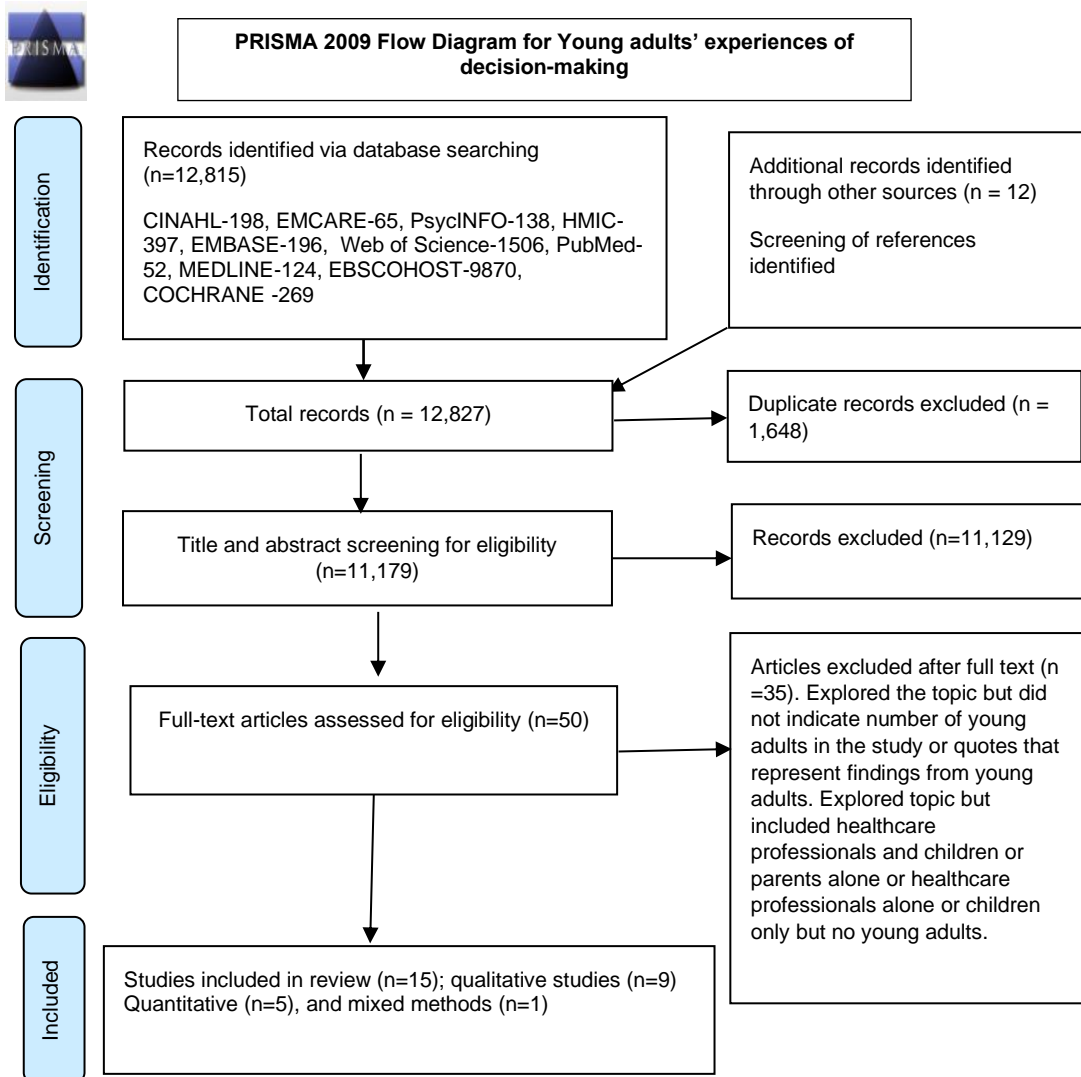 PRISMA
PRISMA 2009 Flow Diagram for Young adults’ experiences of
decision-making
Identification
Records identified via database searching
(n=12,815)
CINAHL-198, EMCARE-65, PsycINFO-138, HMIC-
397, EMBASE-196, Web of Science-1506, PubMed-
52, MEDLINE-124, EBSCOHOST-9870,
COCHRANE -269
Additional records identified
through other sources (n = 12)
Screening of references
identified
Screening
Total records (n = 12,827)
Duplicate records excluded (n =
1,648)
Title and abstract screening for eligibility
(n=11,179)
Records excluded (n=11,129)
Eligibility
Full-text articles assessed for eligibility (n=50)
Articles excluded after full text (n
=35). Explored the topic but did
not indicate number of young
adults in the study or quotes that
represent findings from young
adults. Explored topic but
included healthcare
professionals and children or
parents alone or healthcare
professionals alone or children
only but no young adults.
Included
Studies included in review (n=15); qualitative studies (n=9)
Quantitative (n=5), and mixed methods (n=1)